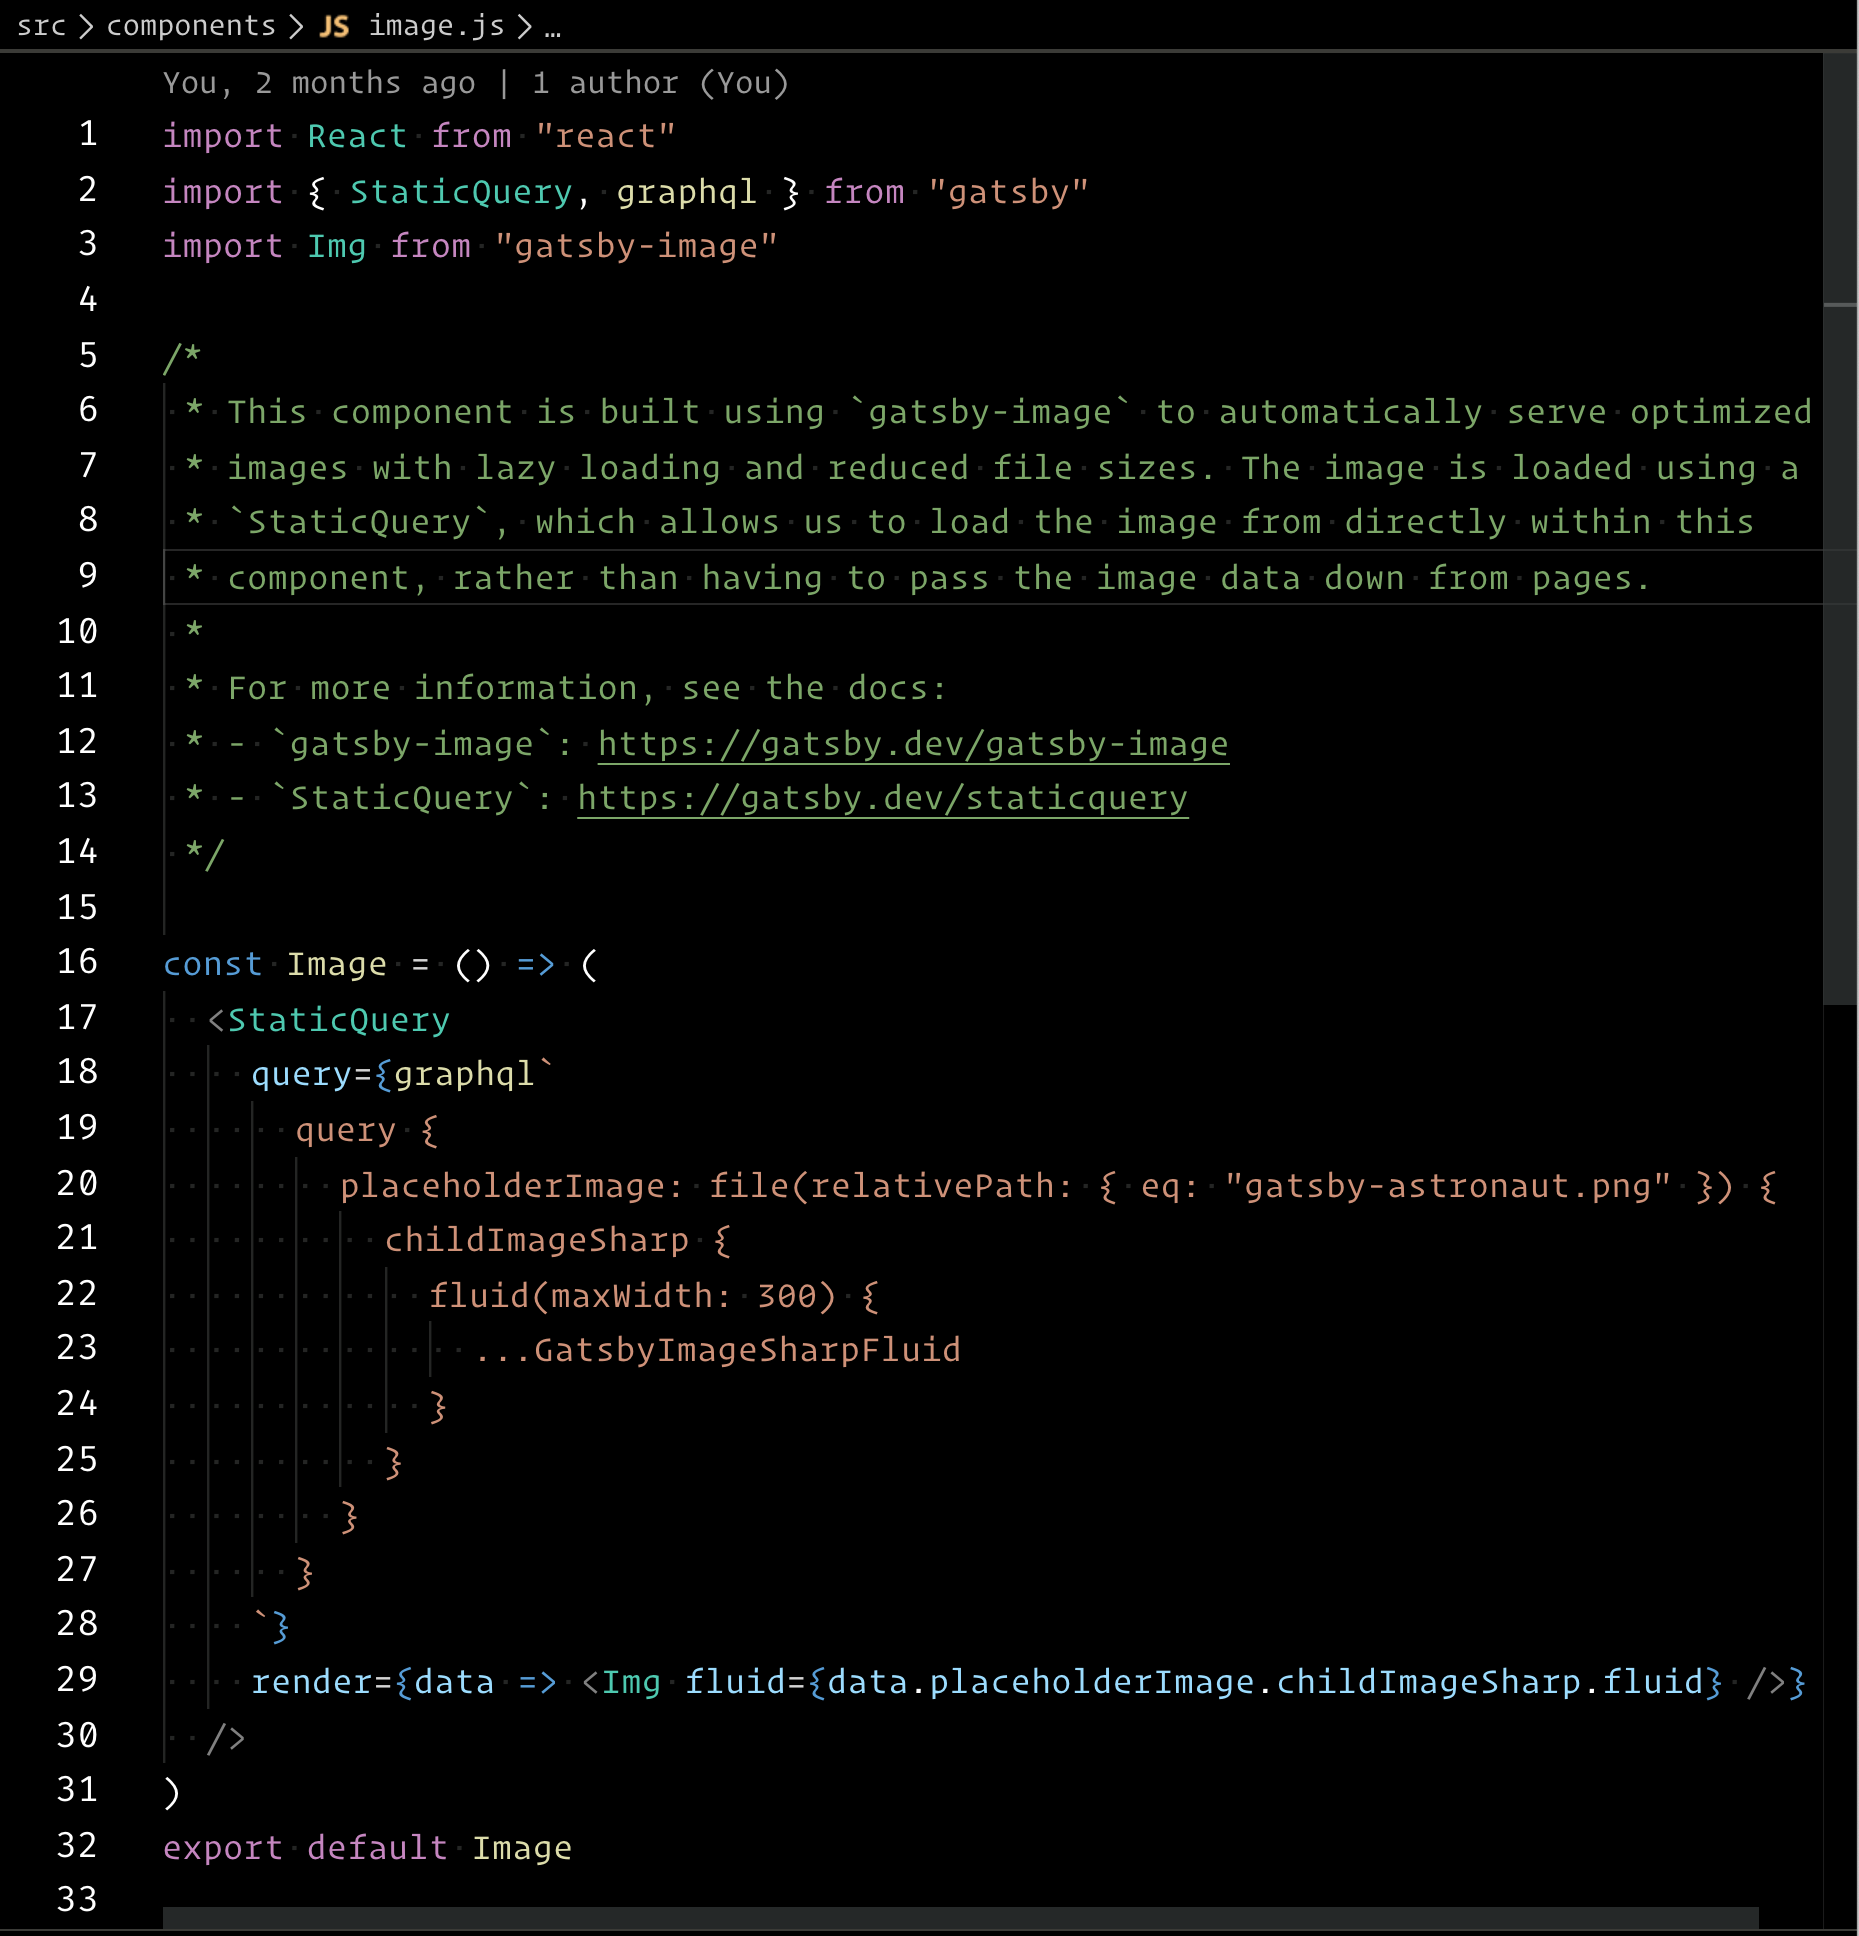 src > components > JS image.js > …
You, 2 months ago | 1 author (You)
1 import React from "react"
2 import { StaticQuery, graphql } from "gatsby"
3 import Img from "gatsby-image"
4
5 /*
6  * This component is built using `gatsby-image` to automatically serve optimized
7  * images with lazy loading and reduced file sizes. The image is loaded using a
8  * `StaticQuery`, which allows us to load the image from directly within this
9  * component, rather than having to pass the image data down from pages.
10  *
11  * For more information, see the docs:
12  * - `gatsby-image`: https://gatsby.dev/gatsby-image
13  * - `StaticQuery`: https://gatsby.dev/staticquery
14  */
15
16 const Image = () => (
17   <StaticQuery
18     query={graphql`
19       query {
20         placeholderImage: file(relativePath: { eq: "gatsby-astronaut.png" }) {
21           childImageSharp {
22             fluid(maxWidth: 300) {
23               ...GatsbyImageSharpFluid
24             }
25           }
26         }
27       }
28     `}
29     render={data => <Img fluid={data.placeholderImage.childImageSharp.fluid} />}
30   />
31 )
32 export default Image
33